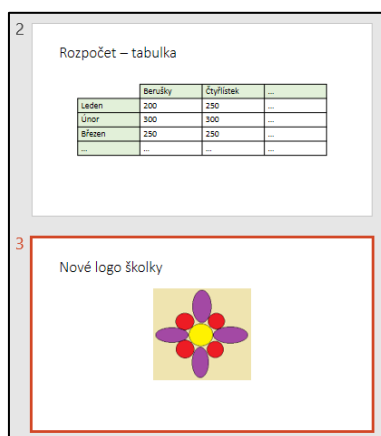 2
Rozpočet – tabulka
Berušky Čtyřlístek ...
Leden 200 250 ...
Únor 300 300 ...
Březen 250 250 ...
... ... ... ...
3
Nové logo školky